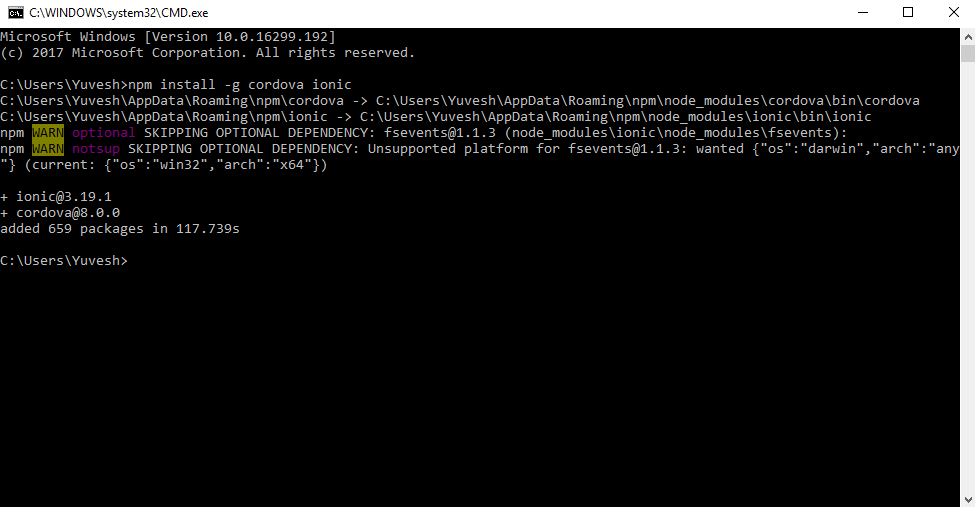 C:\WINDOWS\system32\CMD.exe
Microsoft Windows [Version 10.0.16299.192]
(c) 2017 Microsoft Corporation. All rights reserved.
C:\Users\Yuvesh>npm install -g cordova ionic
C:\Users\Yuvesh\AppData\Roaming\npm\cordova -> C:\Users\Yuvesh\AppData\Roaming\npm\node_modules\cordova\bin\cordova
C:\Users\Yuvesh\AppData\Roaming\npm\ionic -> C:\Users\Yuvesh\AppData\Roaming\npm\node_modules\ionic\bin\ionic
npm WARN optional SKIPPING OPTIONAL DEPENDENCY: fsevents@1.1.3 (node_modules\ionic\node_modules\fsevents):
npm WARN notsup SKIPPING OPTIONAL DEPENDENCY: Unsupported platform for fsevents@1.1.3: wanted {"os":"darwin","arch":"any
"} (current: {"os":"win32","arch":"x64"})
+ ionic@3.19.1
+ cordova@8.0.0
added 659 packages in 117.739s
C:\Users\Yuvesh>